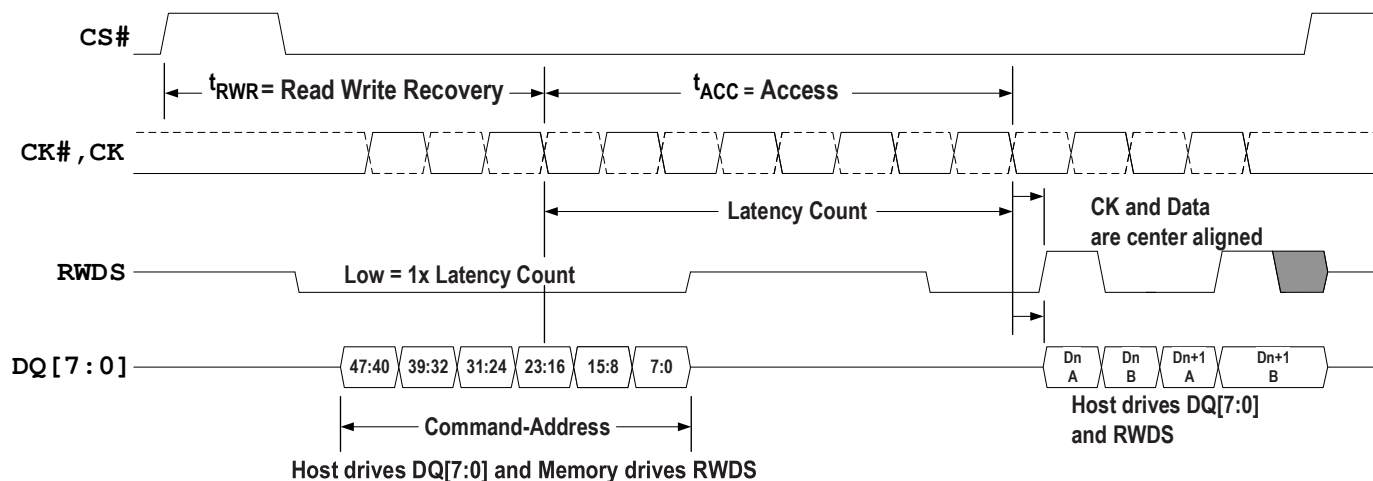 CS#
tRWR = Read Write Recovery
tACC = Access
CK#,CK
Latency Count
CK and Data
are center aligned
RWDS
Low = 1x Latency Count
DQ[7:0]
47:40 39:32 31:24 23:16 15:8 7:0
Dn A
Dn B
Dn+1 A
Dn+1 B
Command-Address
Host drives DQ[7:0]
and RWDS
Host drives DQ[7:0] and Memory drives RWDS